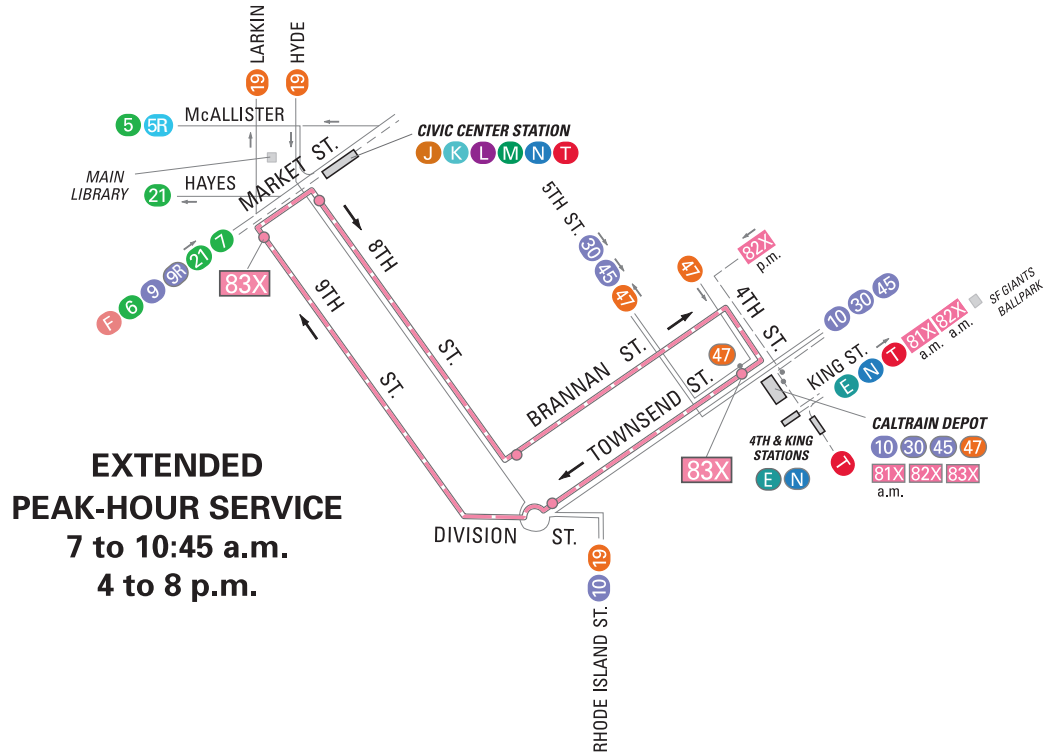 LARKIN
HYDE
19
19
5 5R
McALLISTER
CIVIC CENTER STATION
J K L M N T
MAIN
LIBRARY
21
HAYES
MARKET ST.
F 6 9 9R 21 7
83X
8TH
ST.
9TH
ST.
5TH ST.
30
45
47
47
82X
p.m.
4TH
ST.
10 30 45
SF GIANTS
BALLPARK
BRANNAN ST.
47
TOWNSEND ST.
KING ST.
E N T 81X 82X
a.m. a.m.
83X
4TH & KING
STATIONS
E N
T
CALTRAIN DEPOT
10 30 45 47
81X 82X 83X
a.m.
EXTENDED
PEAK-HOUR SERVICE
7 to 10:45 a.m.
4 to 8 p.m.
DIVISION ST.
RHODE ISLAND ST. 10 19